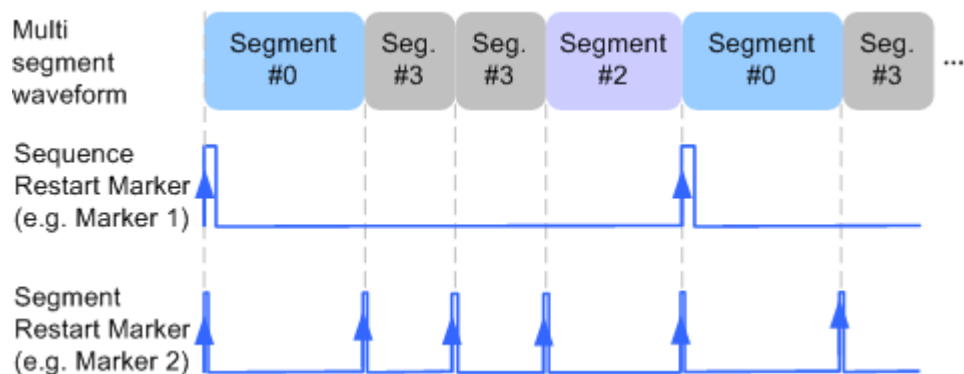 Multi
segment
waveform
Segment
#0
Seg.
#3
Seg.
#3
Segment
#2
Segment
#0
Seg.
#3
...
Sequence
Restart Marker
(e.g. Marker 1)
Segment
Restart Marker
(e.g. Marker 2)